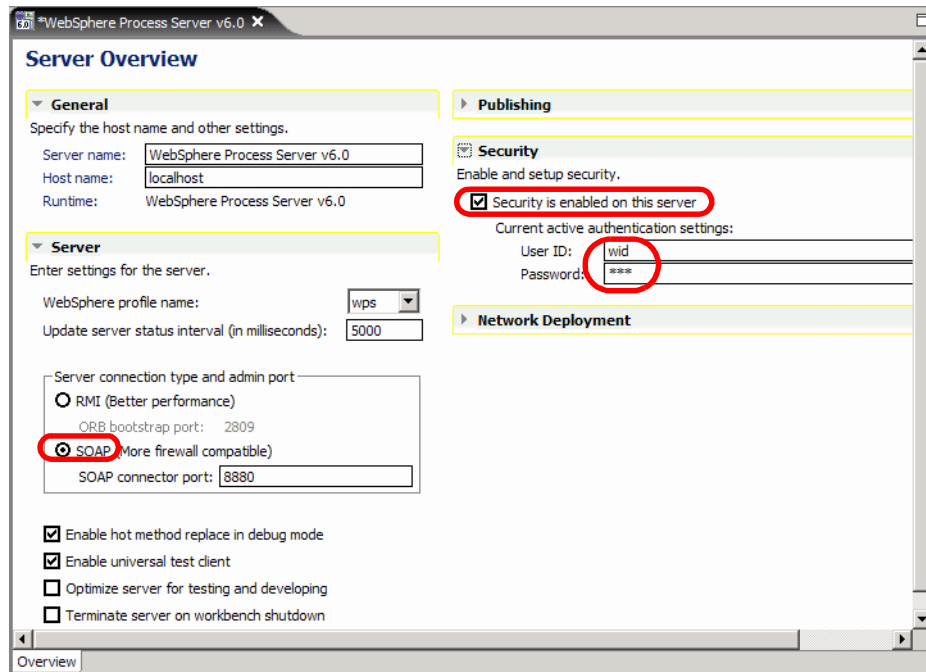 *WebSphere Process Server v6.0
Server Overview
General
Specify the host name and other settings.
Server name: WebSphere Process Server v6.0
Host name: localhost
Runtime: WebSphere Process Server v6.0
Server
Enter settings for the server.
WebSphere profile name: wps
Update server status interval (in milliseconds): 5000
Server connection type and admin port
RMI (Better performance)
ORB bootstrap port: 2809
SOAP (More firewall compatible)
SOAP connector port: 8880
Enable hot method replace in debug mode
Enable universal test client
Optimize server for testing and developing
Terminate server on workbench shutdown
Publishing
Security
Enable and setup security.
Security is enabled on this server
Current active authentication settings:
User ID: wid
Password: ***
Network Deployment
Overview